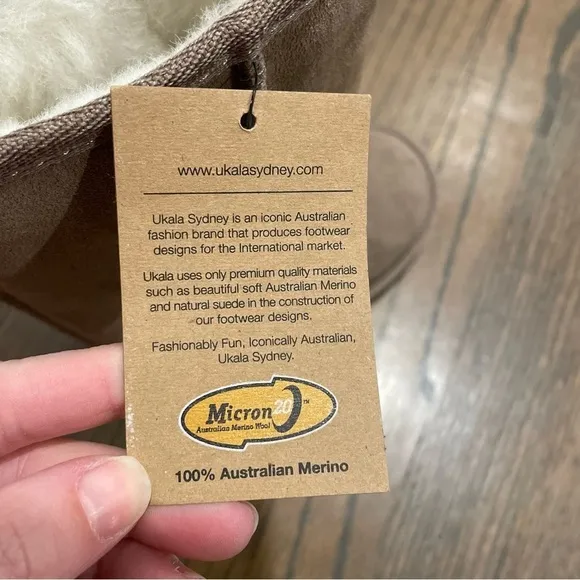 www.ukalasydney.com
Ukala Sydney is an iconic Australian
fashion brand that produces footwear
designs for the International market.
Ukala uses only premium quality materials
such as beautiful soft Australian Merino
and natural suede in the construction of
our footwear designs.
Fashionably Fun, Iconically Australian,
Ukala Sydney.
Micron 20 ™
Australian Merino Wool
100% Australian Merino